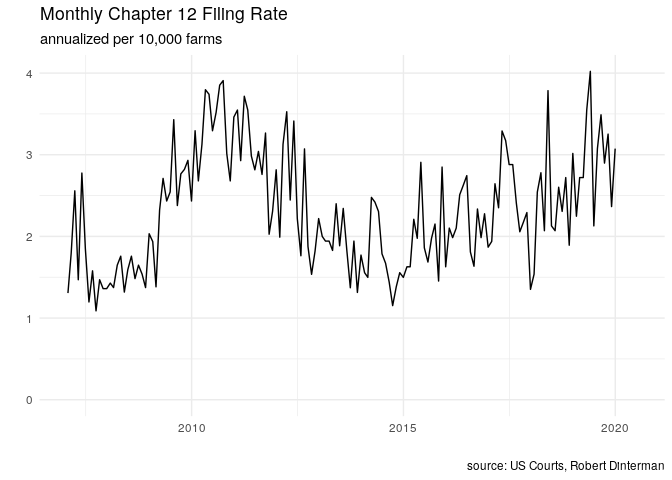 Monthly Chapter 12 Filing Rate
annualized per 10,000 farms
4
3
2
1
0
2010 2015 2020
source: US Courts, Robert Dinterman